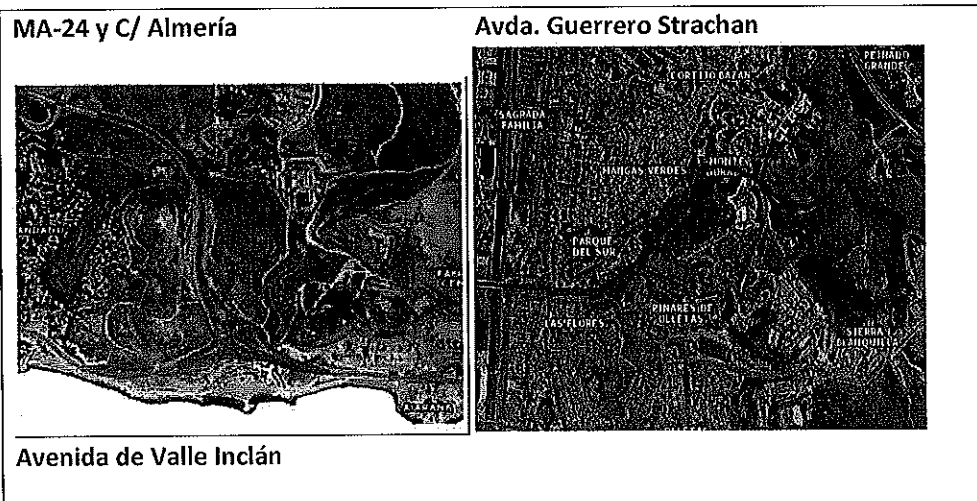 MA-24 y C/ Almería
Avda. Guerrero Strachan
CORTIJO BAZAN
PEINADO
GRANDE
SAGRADA
FAMILIA
MANGAS VERDES
MONTE
DORADO
PARQUE
DEL SUR
LAS FLORES
PINARES DE
OLLETAS
SIERRA
BLANQUILLA
Avenida de Valle Inclán